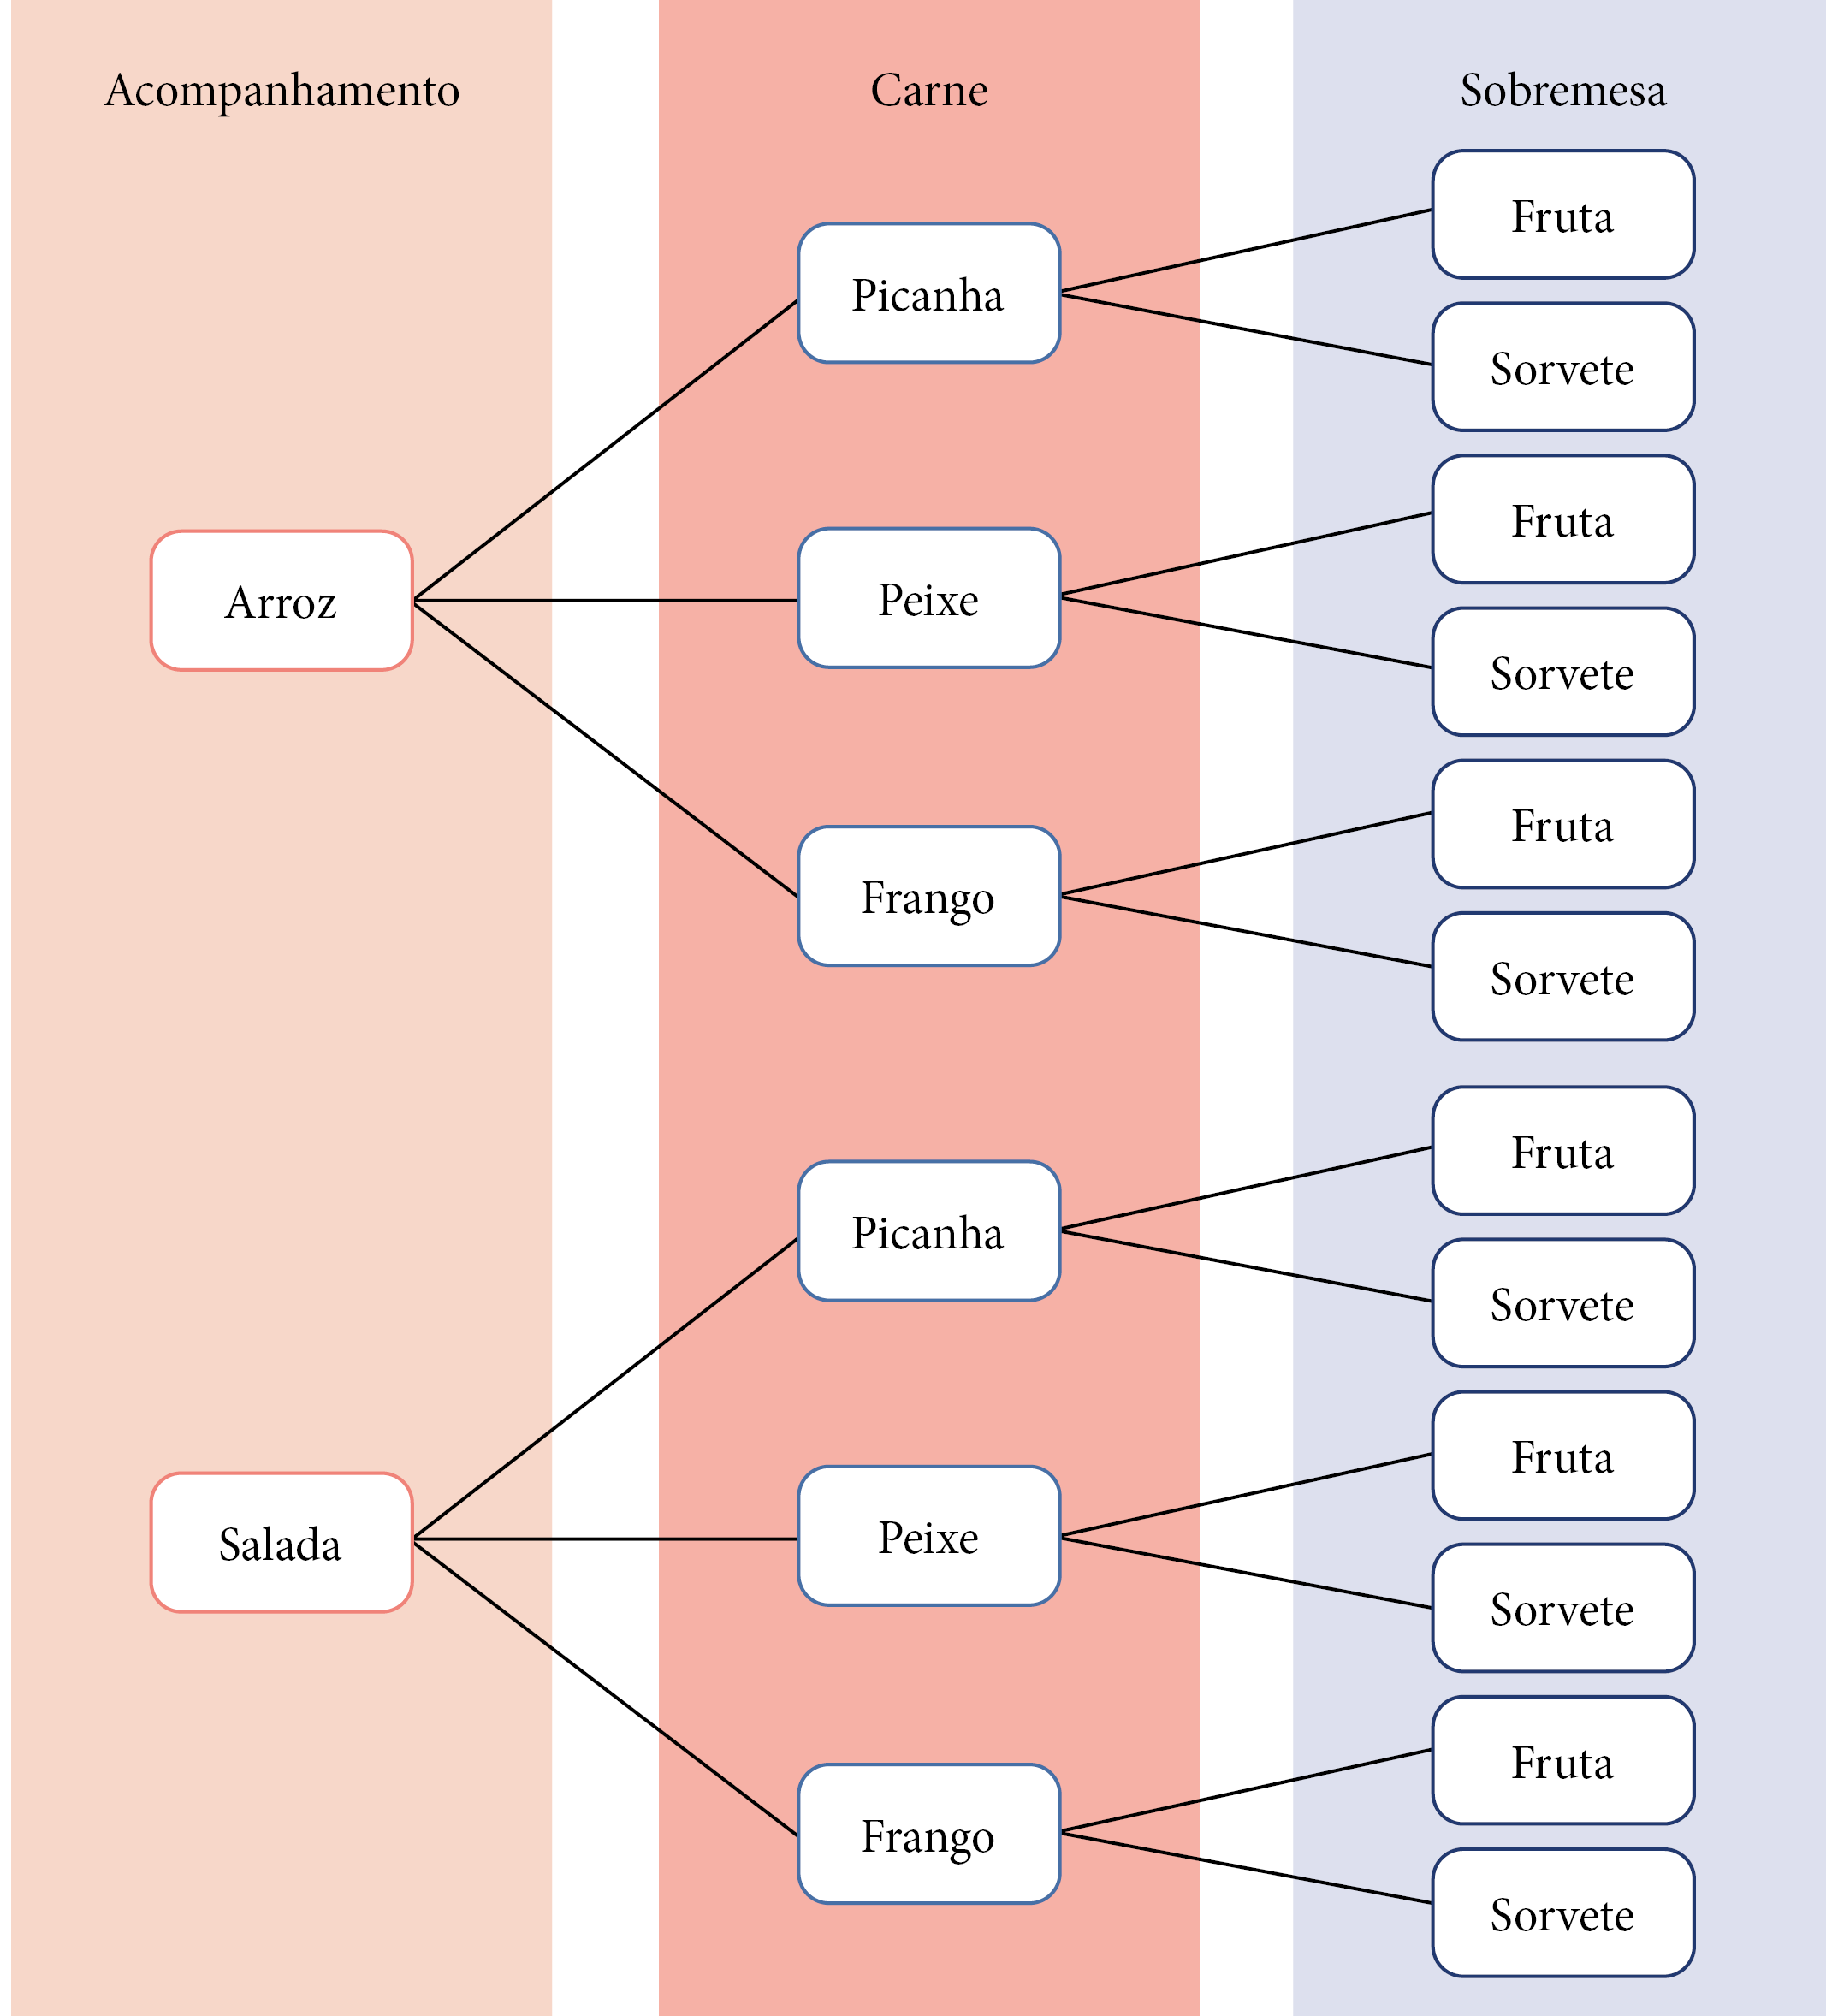 Acompanhamento
Carne
Sobremesa
Arroz
Picanha
Fruta
Sorvete
Peixe
Fruta
Sorvete
Frango
Fruta
Sorvete
Salada
Picanha
Fruta
Sorvete
Peixe
Fruta
Sorvete
Frango
Fruta
Sorvete